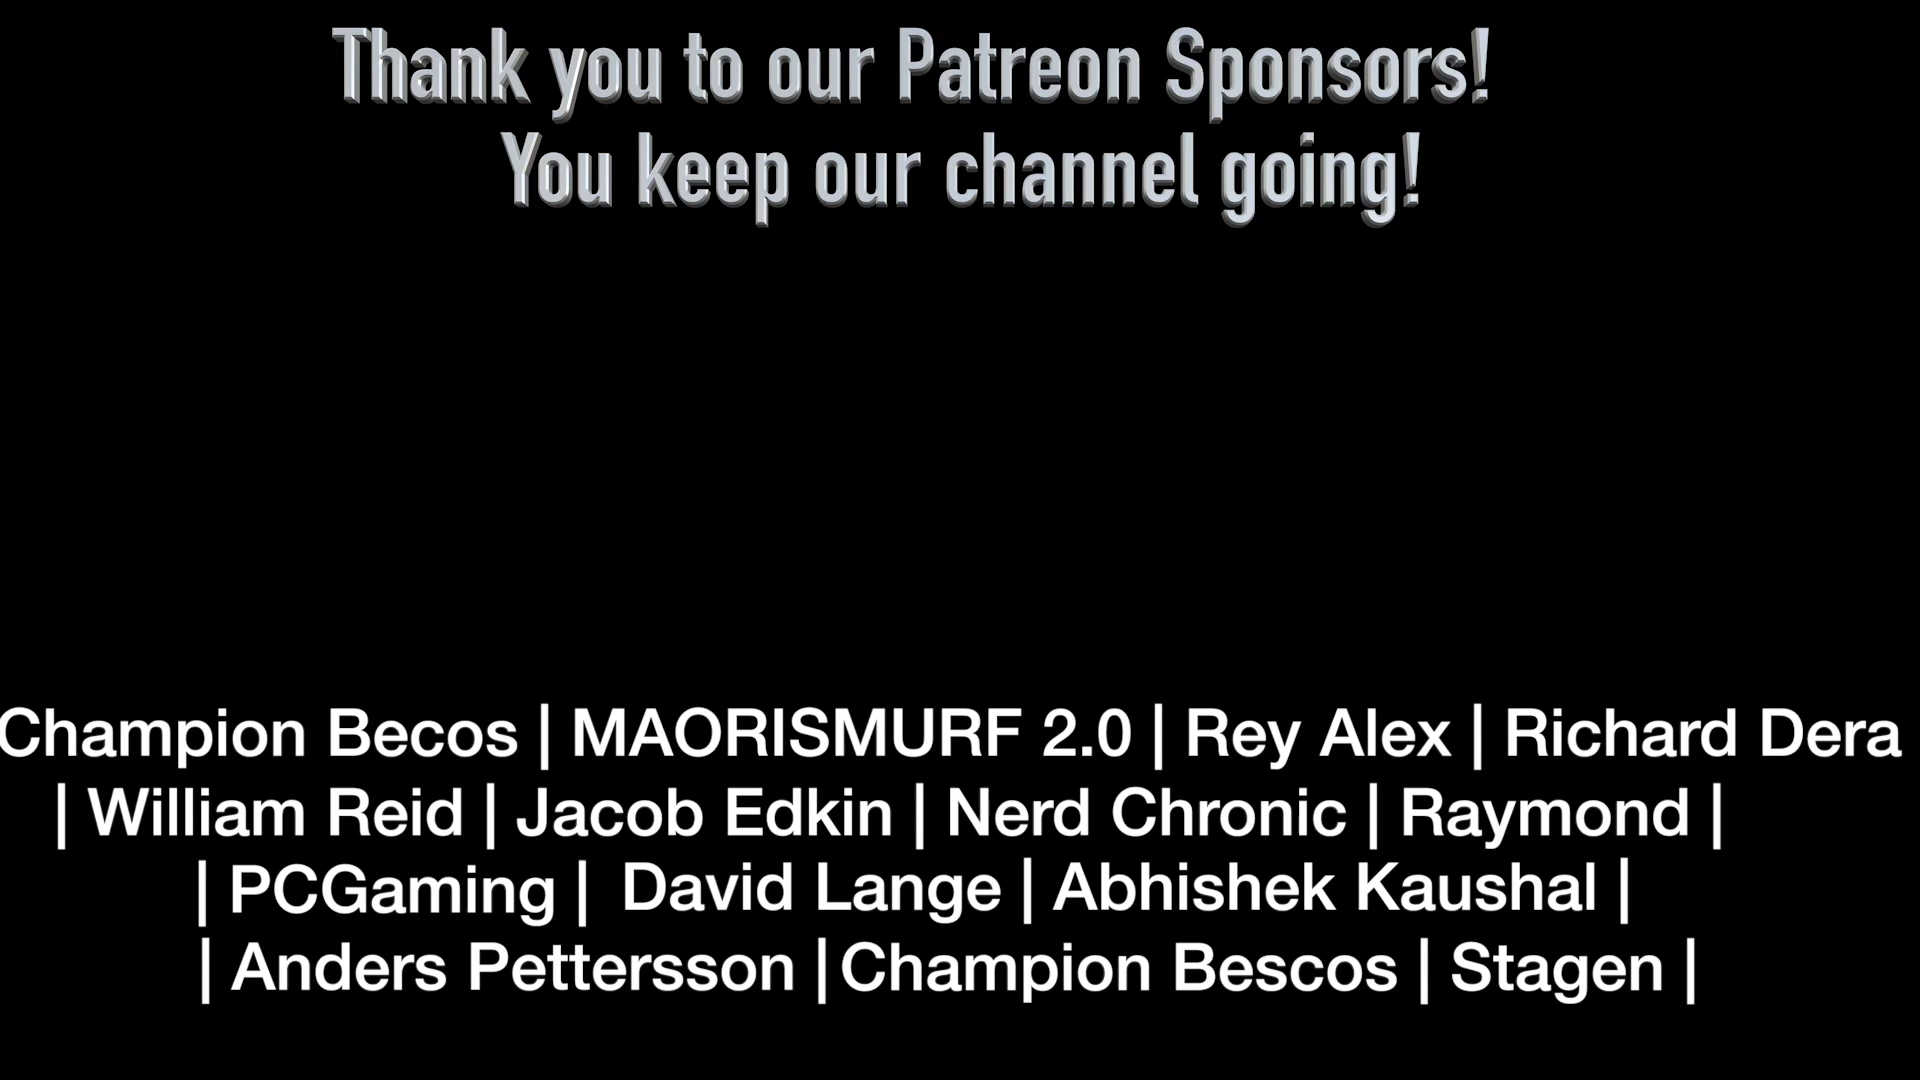 Thank you to our Patreon Sponsors!
You keep our channel going!
Champion Becos | MAORISMURF 2.0 | Rey Alex | Richard Dera
| William Reid | Jacob Edkin | Nerd Chronic | Raymond |
| PCGaming | David Lange | Abhishek Kaushal |
| Anders Pettersson | Champion Bescos | Stagen |